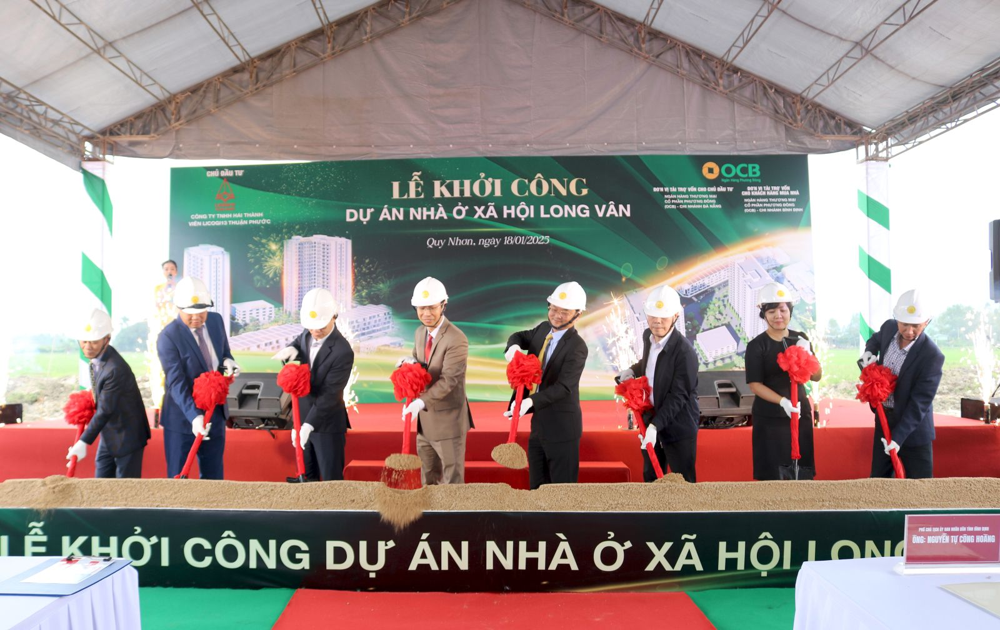 CHỦ ĐẦU TƯ
CÔNG TY TNHH HAI THÀNH
VIÊN LICOGI13 THUẬN PHƯỚC
LỄ KHỞI CÔNG
DỰ ÁN NHÀ Ở XÃ HỘI LONG VÂN
Quy Nhơn, ngày 18/01/2025
OCB
Ngân Hàng Phương Đông
ĐƠN VỊ TÀI TRỢ VỐN CHO CHỦ ĐẦU TƯ
NGÂN HÀNG THƯƠNG MẠI
CỔ PHẦN PHƯƠNG ĐÔNG
(OCB) - CHI NHÁNH ĐÀ NẴNG
ĐƠN VỊ TÀI TRỢ VỐN
CHO KHÁCH HÀNG MUA NHÀ
NGÂN HÀNG THƯƠNG MẠI
CỔ PHẦN PHƯƠNG ĐÔNG
(OCB) - CHI NHÁNH BÌNH ĐỊNH
LỄ KHỞI CÔNG DỰ ÁN NHÀ Ở XÃ HỘI LONG
PHÓ CHỦ TỊCH ỦY BAN NHÂN DÂN TỈNH BÌNH ĐỊNH
ÔNG: NGUYỄN TỰ CÔNG HOÀNG